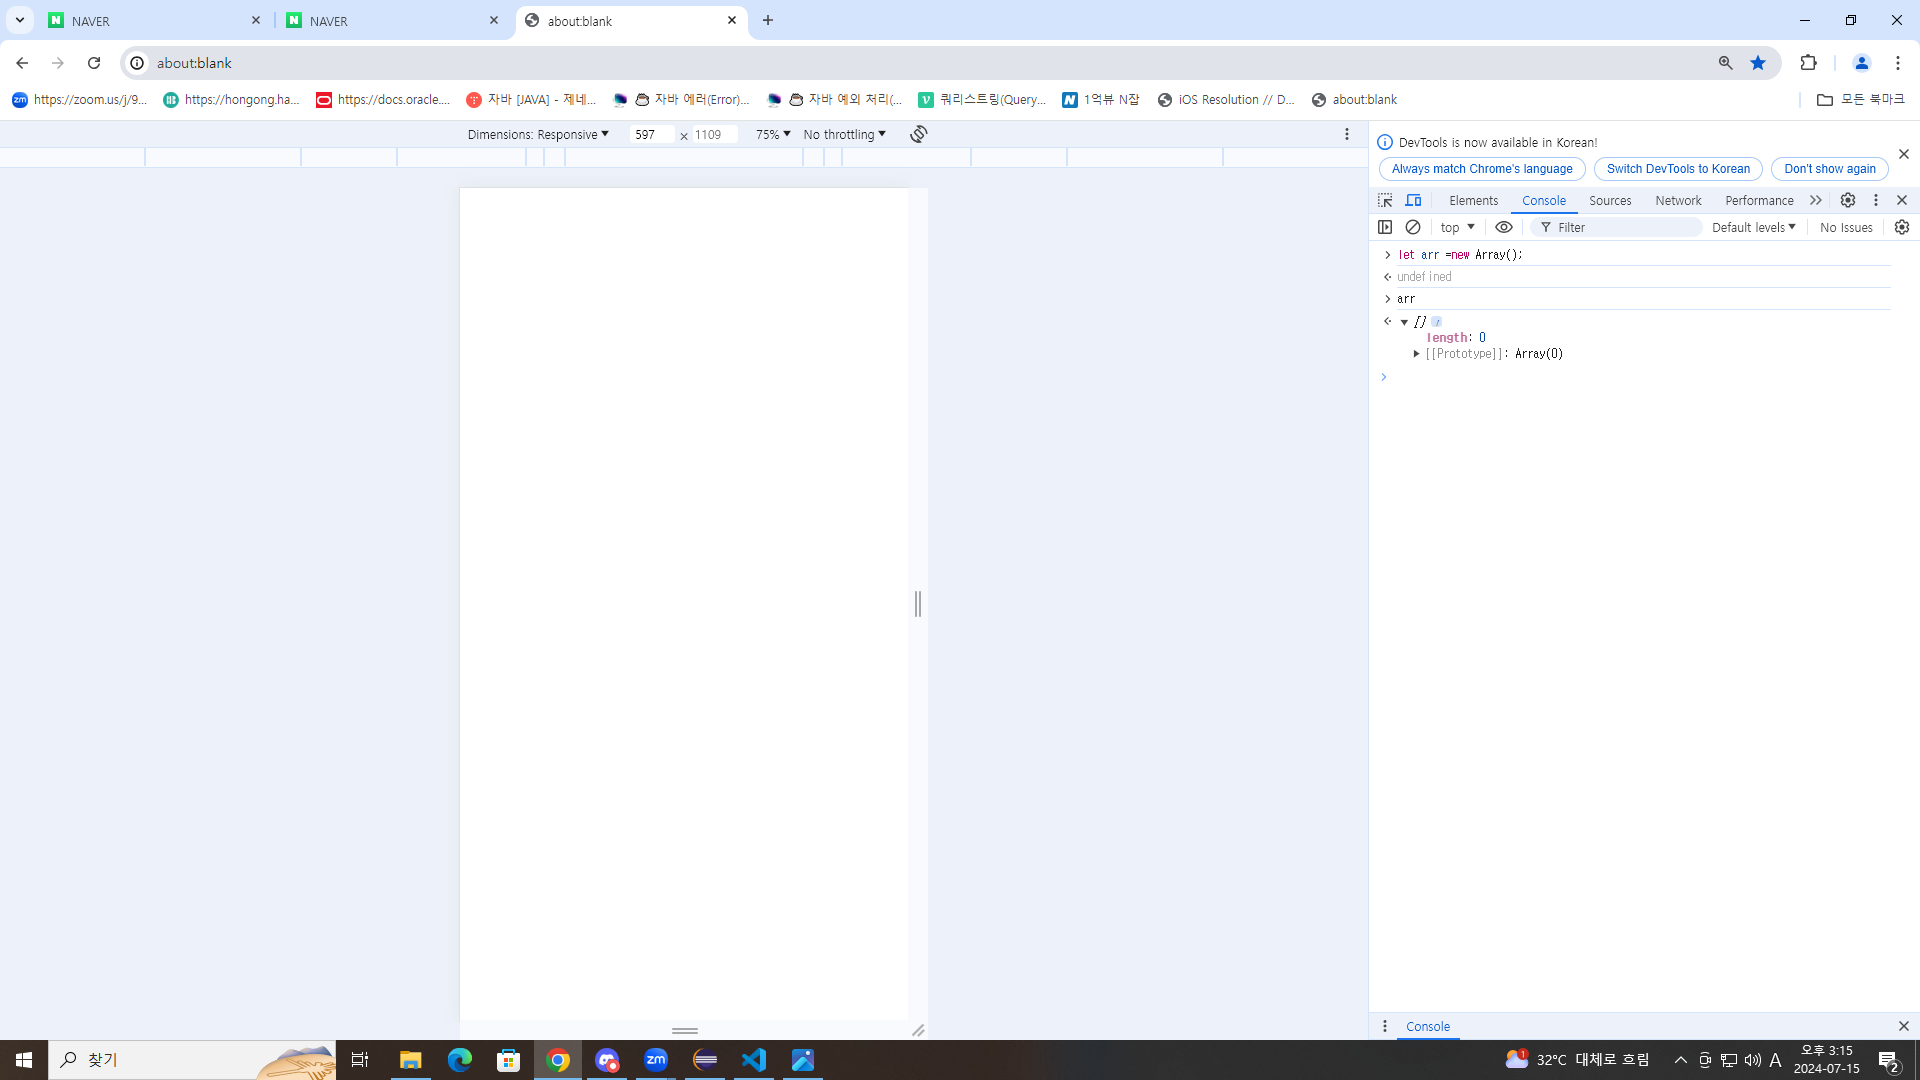 NAVER
NAVER
about:blank
about:blank
https://zoom.us/j/9...
https://hongong.ha...
https://docs.oracle....
자바 [JAVA] - 제네...
자바 에러(Error)...
자바 예외 처리(...
쿼리스트링(Query...
1억뷰 N잡
iOS Resolution // D...
about:blank
모든 북마크
Dimensions: Responsive
597 × 1109
75%
No throttling
DevTools is now available in Korean!
Always match Chrome's language
Switch DevTools to Korean
Don't show again
Elements
Console
Sources
Network
Performance
top
Filter
Default levels
No Issues
let arr =new Array();
undefined
arr
[]
length: 0
[[Prototype]]: Array(0)
Console
찾기
32°C 대체로 흐림
A
오후 3:15
2024-07-15
2